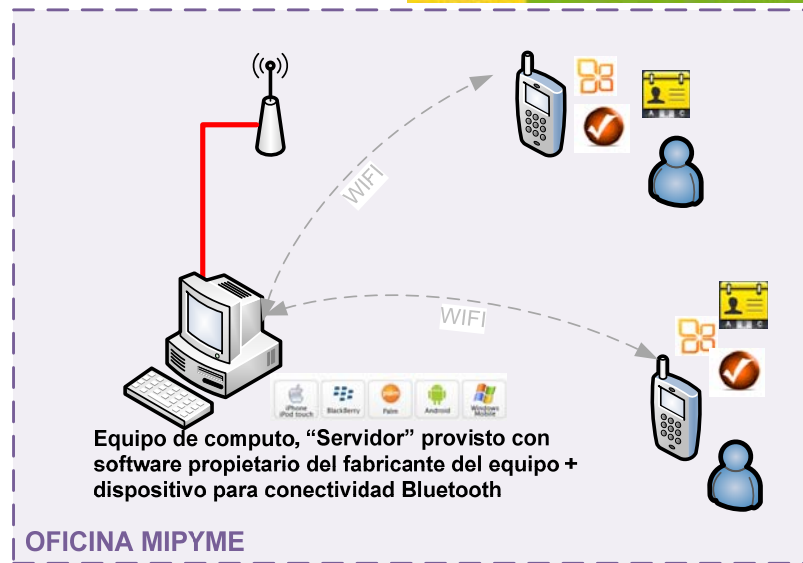 WIFI
WIFI
iPhone
iPod touch
BlackBerry
Palm
Android
Windows
Mobile
Equipo de computo, “Servidor” provisto con
software propietario del fabricante del equipo +
dispositivo para conectividad Bluetooth
OFICINA MIPYME